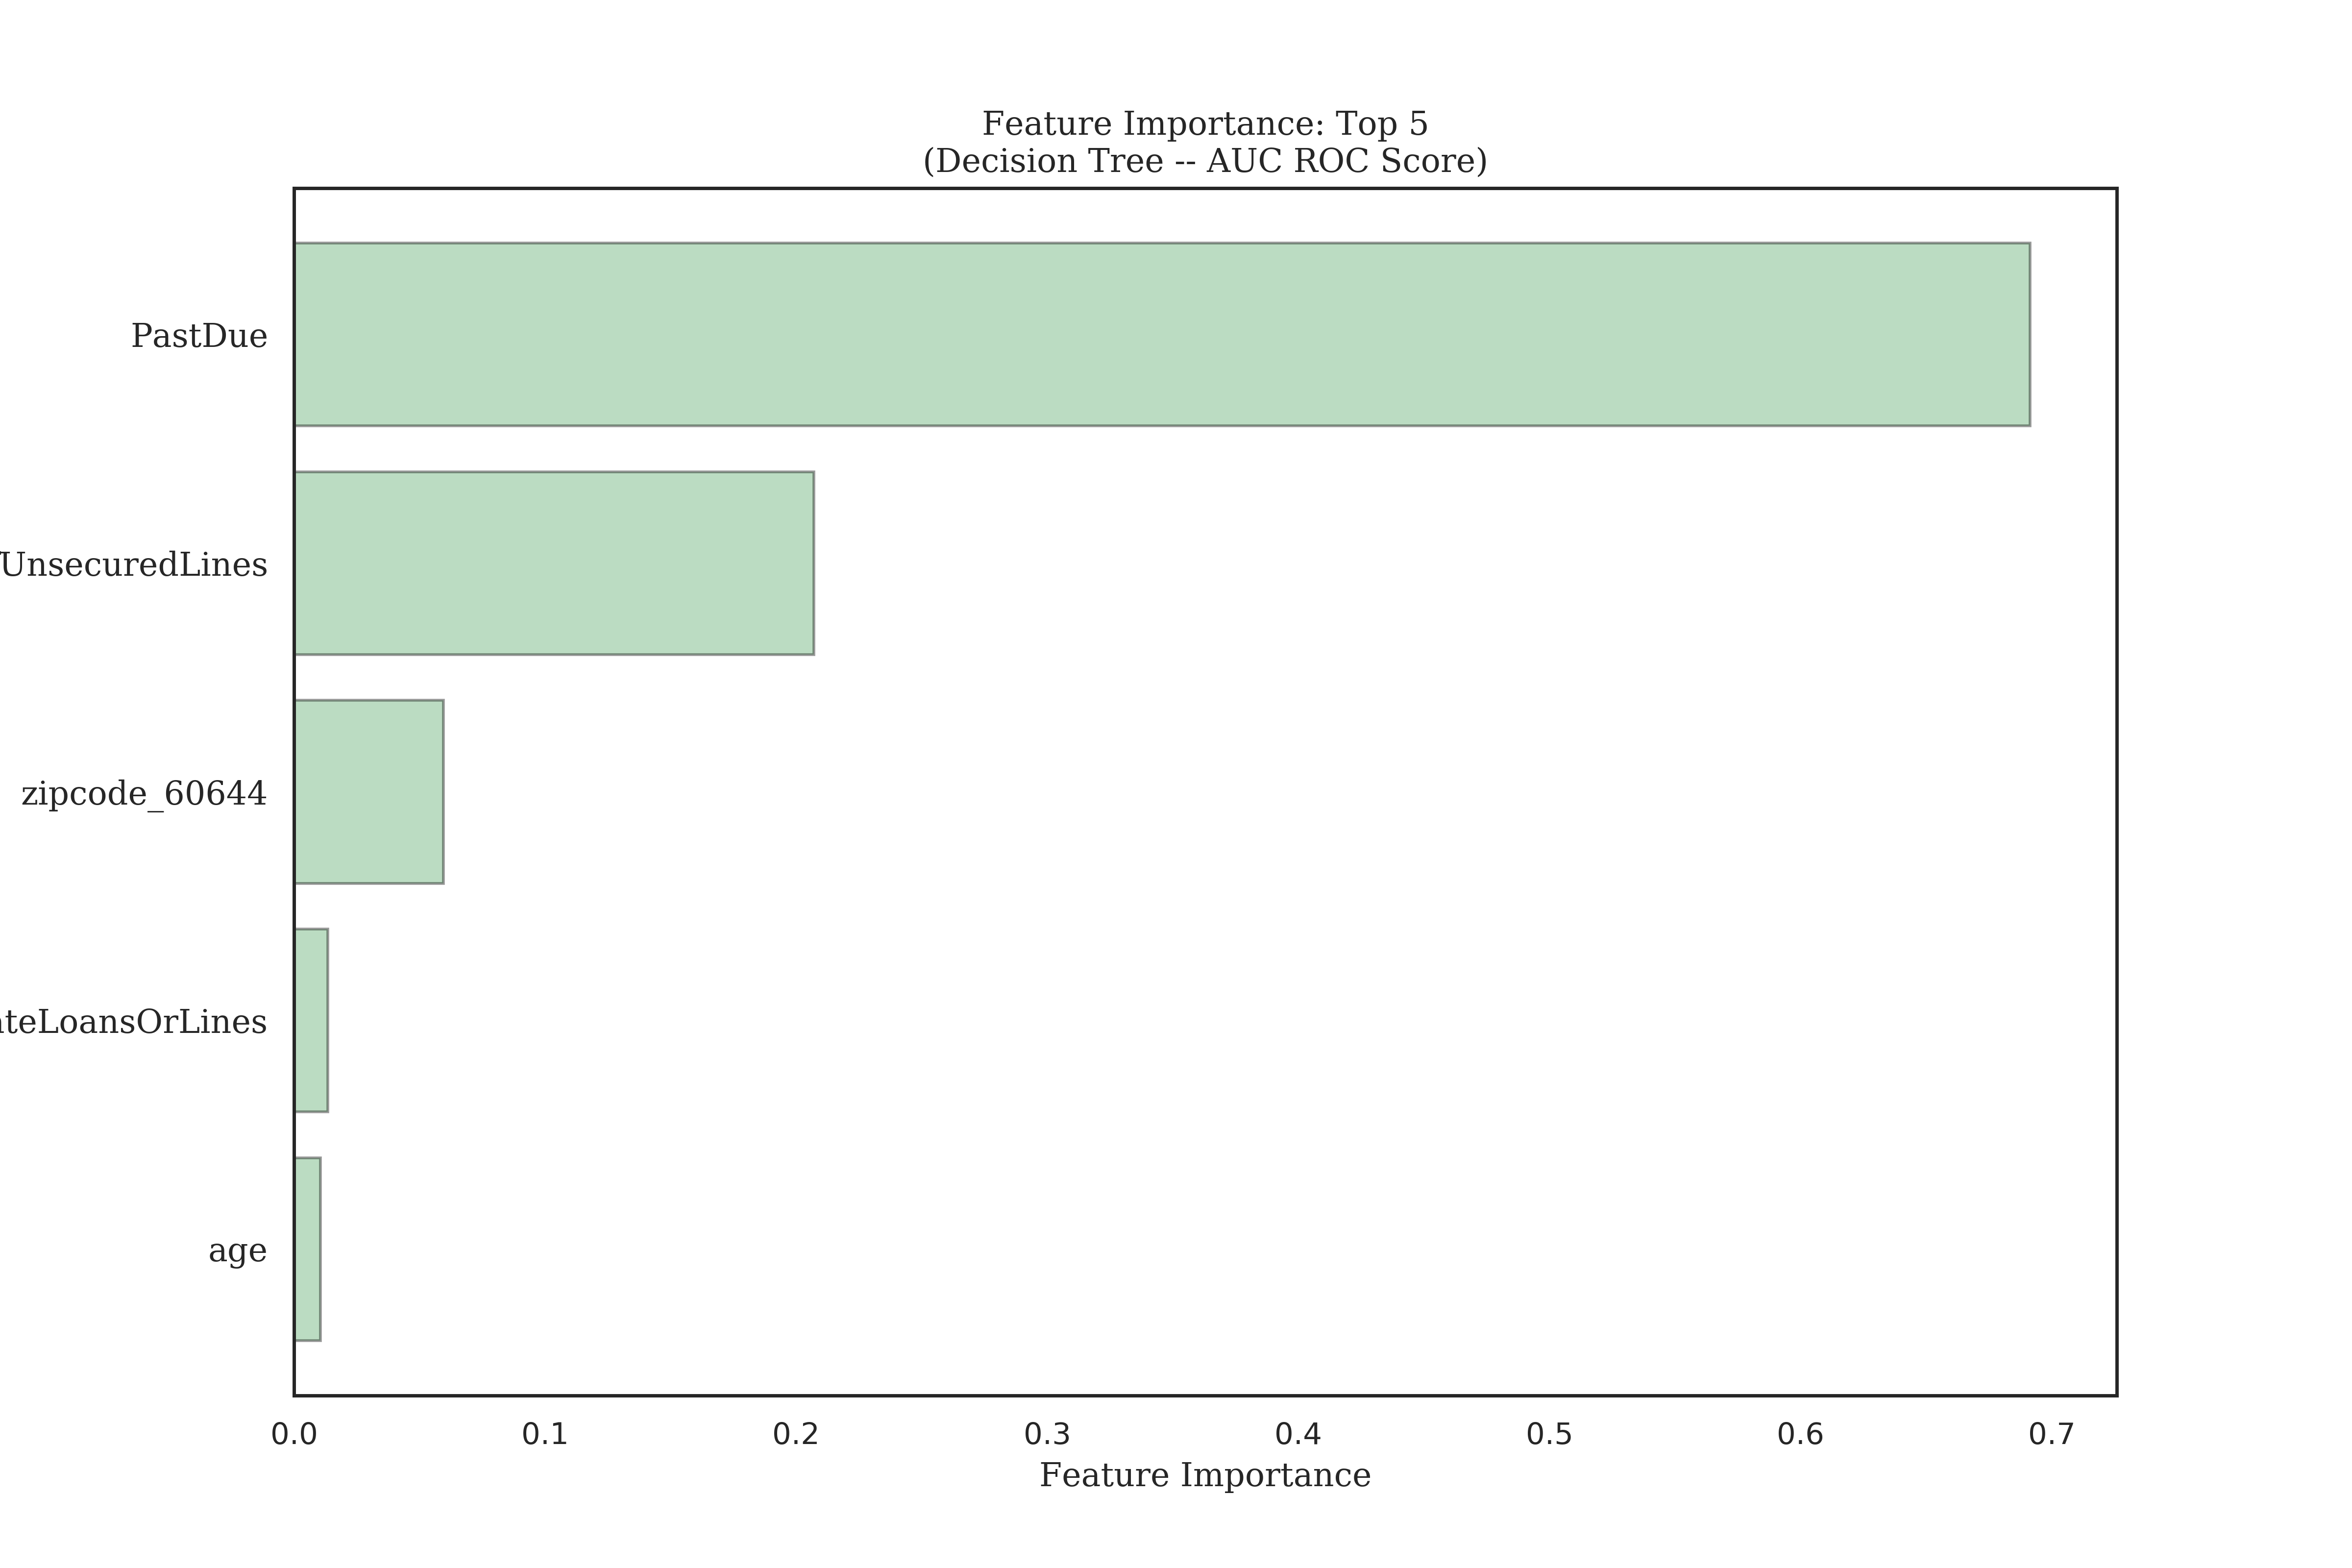 Feature Importance: Top 5
(Decision Tree -- AUC ROC Score)
PastDue
UnsecuredLines
zipcode_60644
teLoansOrLines
age
0.0 0.1 0.2 0.3 0.4 0.5 0.6 0.7
Feature Importance